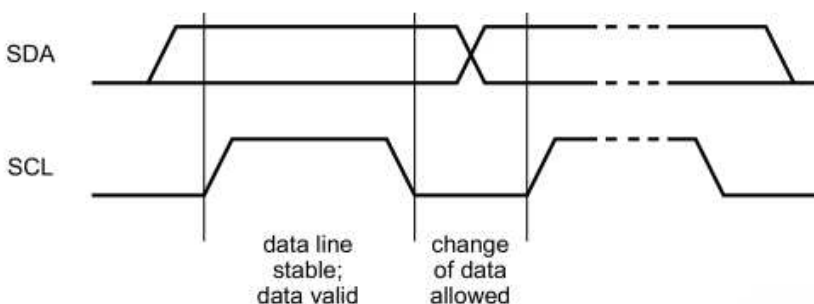 SDA
SCL
data line
stable;
data valid
change
of data
allowed